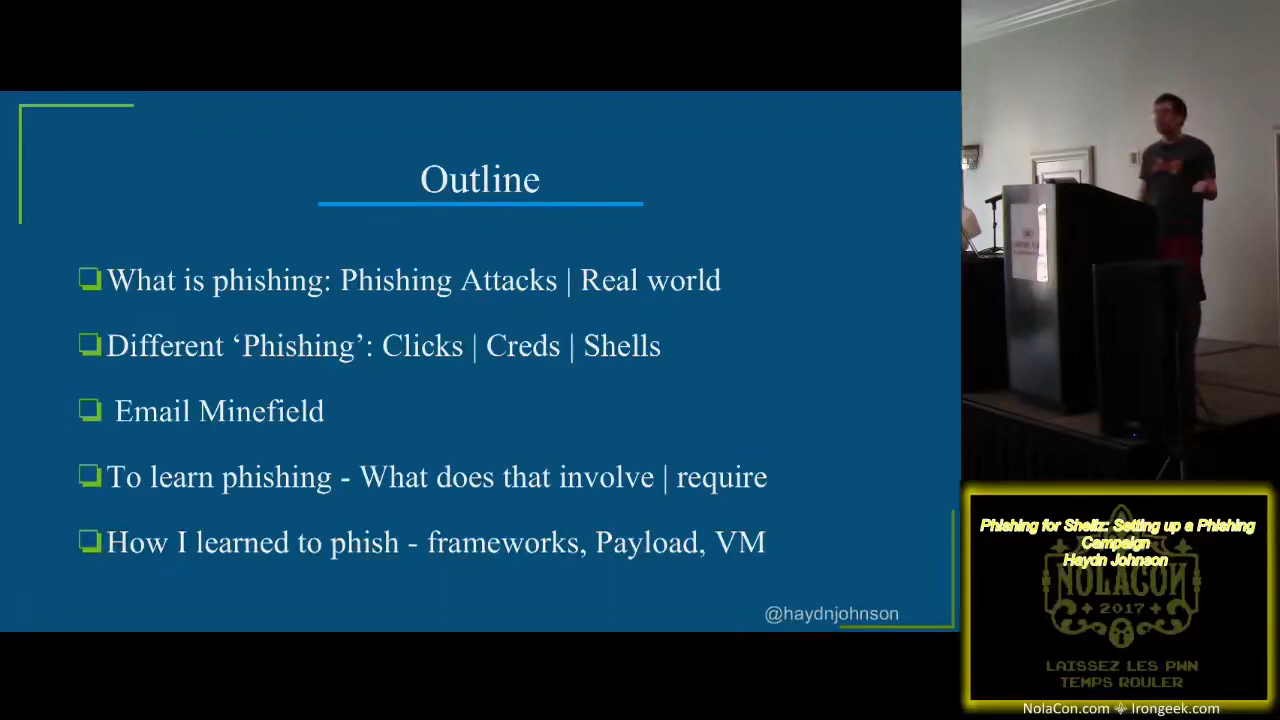 Outline
What is phishing: Phishing Attacks | Real world
Different ‘Phishing’: Clicks | Creds | Shells
Email Minefield
To learn phishing - What does that involve | require
How I learned to phish - frameworks, Payload, VM
@haydnjohnson
Phishing for Shellz: Setting up a Phishing
Campaign
Haydn Johnson
NOLACON
2017
LAISSEZ LES PWN
TEMPS ROULER
NolaCon.com ⚜ Irongeek.com